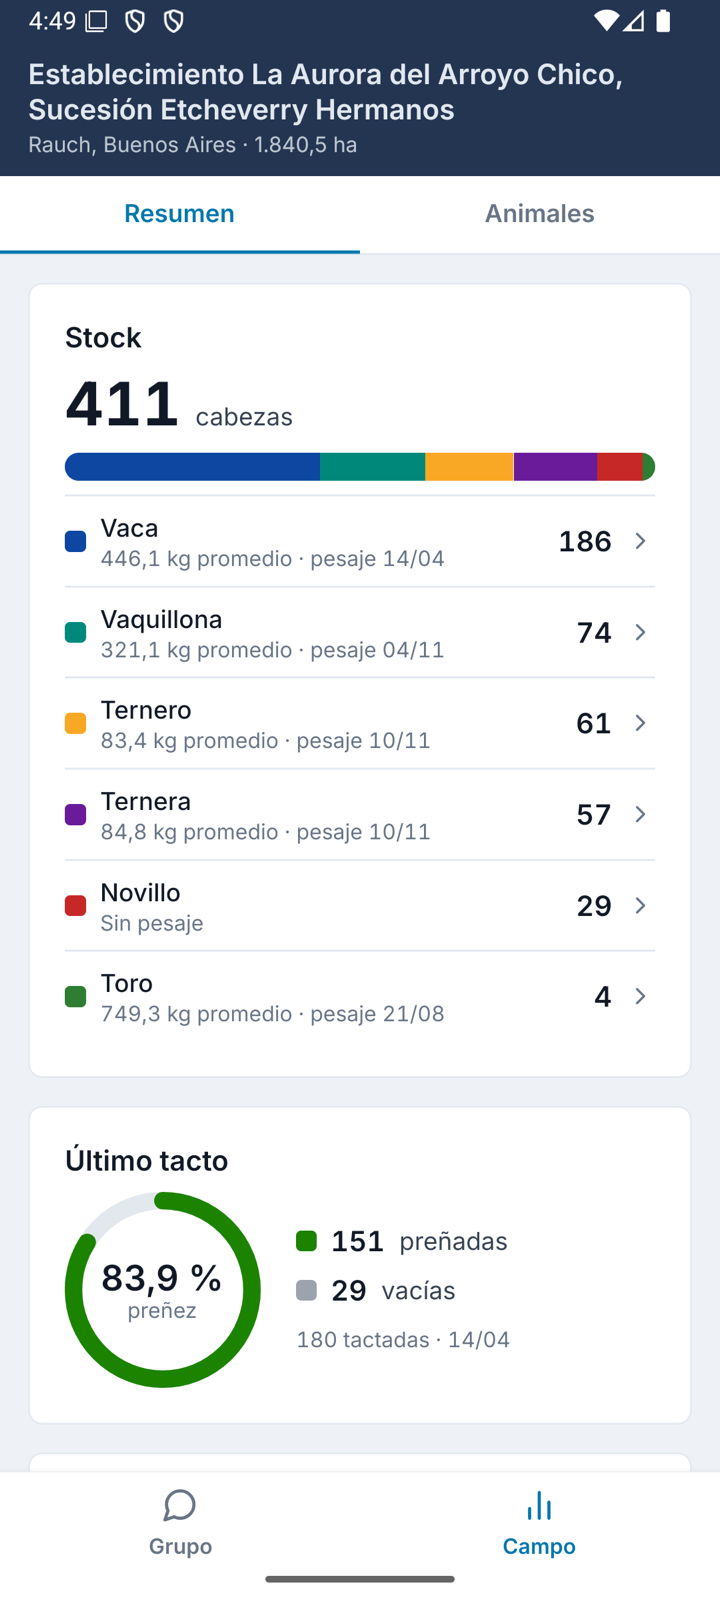 4:49
Establecimiento La Aurora del Arroyo Chico,
Sucesión Etcheverry Hermanos
Rauch, Buenos Aires · 1.840,5 ha
Resumen
Animales
Stock
411 cabezas
Vaca
446,1 kg promedio · pesaje 14/04
186
Vaquillona
321,1 kg promedio · pesaje 04/11
74
Ternero
83,4 kg promedio · pesaje 10/11
61
Ternera
84,8 kg promedio · pesaje 10/11
57
Novillo
Sin pesaje
29
Toro
749,3 kg promedio · pesaje 21/08
4
Último tacto
83,9 %
preñez
151 preñadas
29 vacías
180 tactadas · 14/04
Grupo
Campo